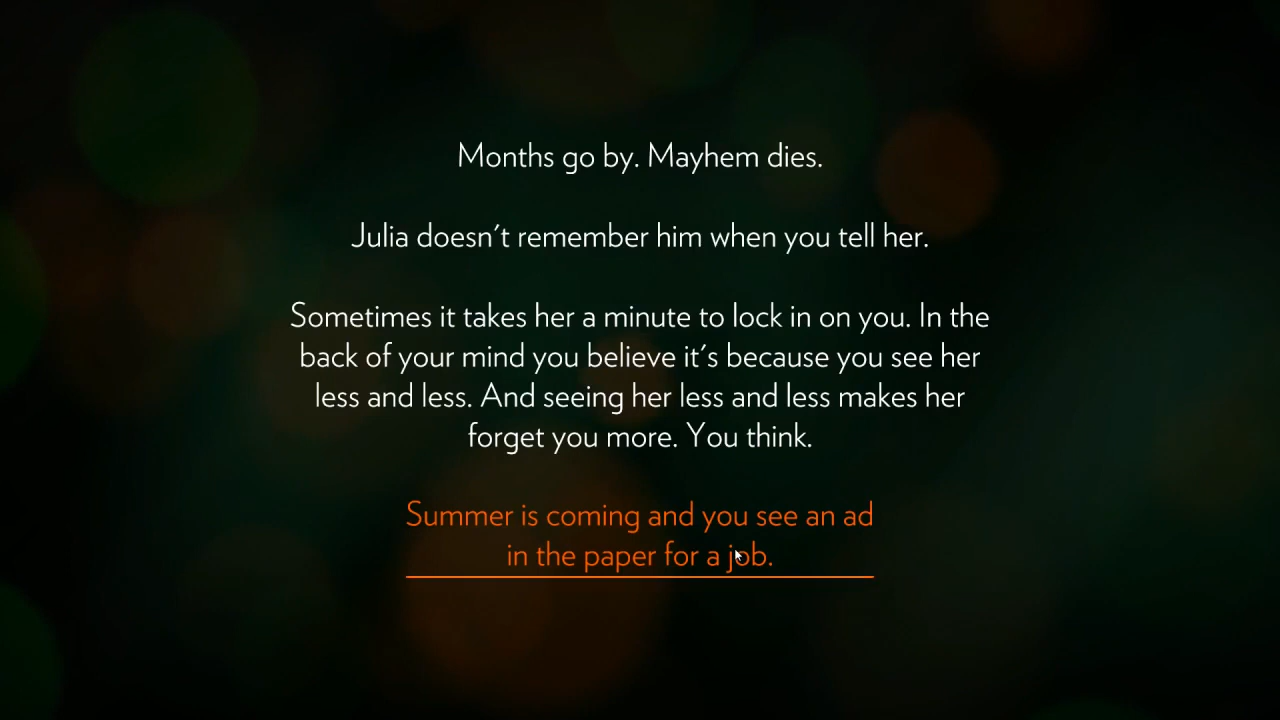 Months go by. Mayhem dies.
Julia doesn't remember him when you tell her.
Sometimes it takes her a minute to lock in on you. In the
back of your mind you believe it's because you see her
less and less. And seeing her less and less makes her
forget you more. You think.
Summer is coming and you see an ad
in the paper for a job.